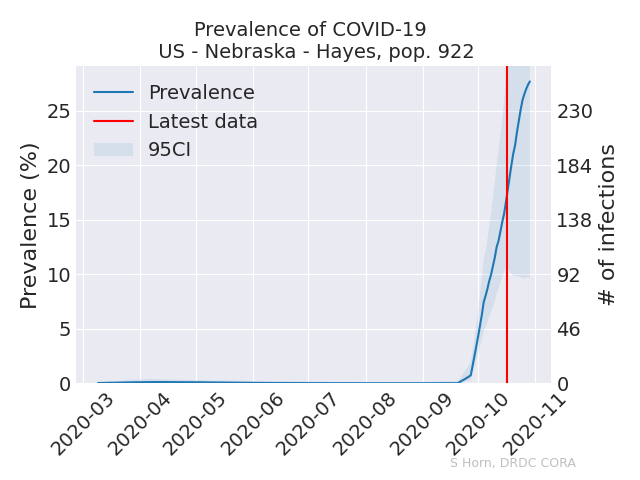 Prevalence of COVID-19
US - Nebraska - Hayes, pop. 922
Prevalence
Latest data
95CI
Prevalence (%)
25
20
15
10
5
0
230
184
138
92
46
0
# of infections
2020-03
2020-04
2020-05
2020-06
2020-07
2020-08
2020-09
2020-10
2020-11
S Horn, DRDC CORA